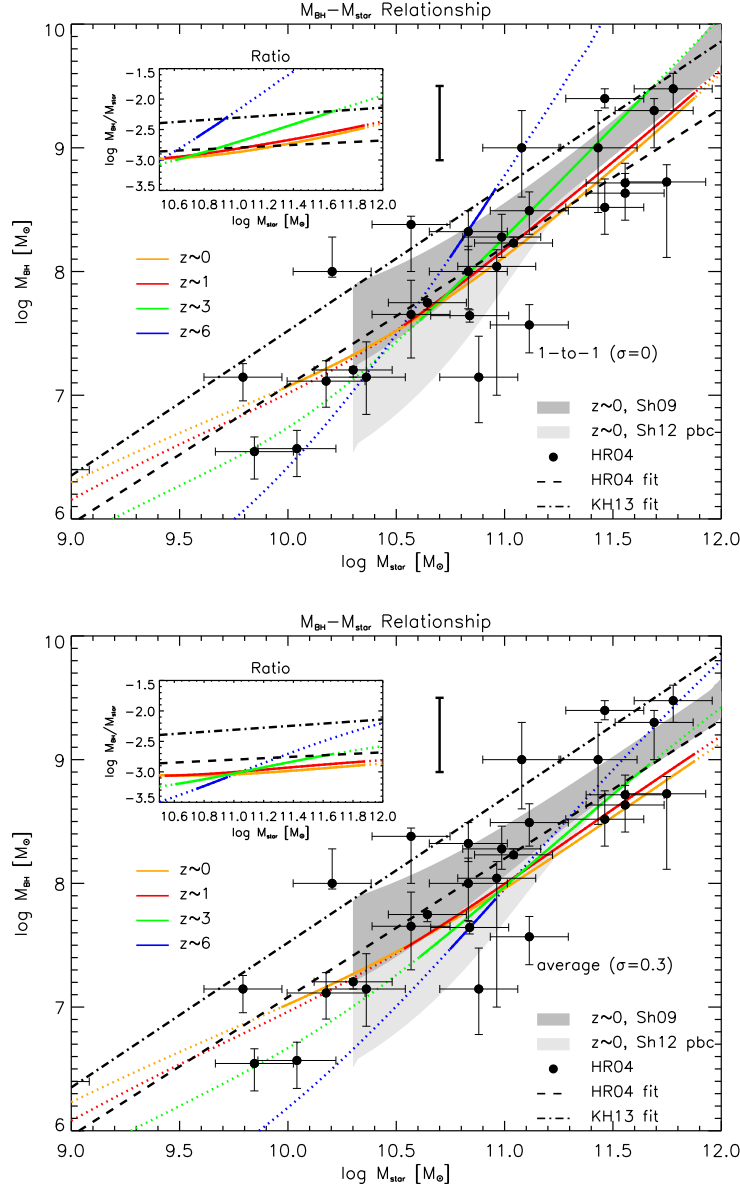 M_BH−M_star Relationship
10
9
8
7
6
log M_BH [M_⊙]
Ratio
−1.5
−2.0
−2.5
−3.0
−3.5
log M_BH/M_star
10.6 10.8 11.0 11.2 11.4 11.6 11.8 12.0
log M_star [M_⊙]
z~0
z~1
z~3
z~6
1−to−1 (σ=0)
z~0, Sh09
z~0, Sh12 pbc
HR04
HR04 fit
KH13 fit
9.0 9.5 10.0 10.5 11.0 11.5 12.0
log M_star [M_⊙]
M_BH−M_star Relationship
10
9
8
7
6
log M_BH [M_⊙]
Ratio
−1.5
−2.0
−2.5
−3.0
−3.5
log M_BH/M_star
10.6 10.8 11.0 11.2 11.4 11.6 11.8 12.0
log M_star [M_⊙]
z~0
z~1
z~3
z~6
average (σ=0.3)
z~0, Sh09
z~0, Sh12 pbc
HR04
HR04 fit
KH13 fit
9.0 9.5 10.0 10.5 11.0 11.5 12.0
log M_star [M_⊙]